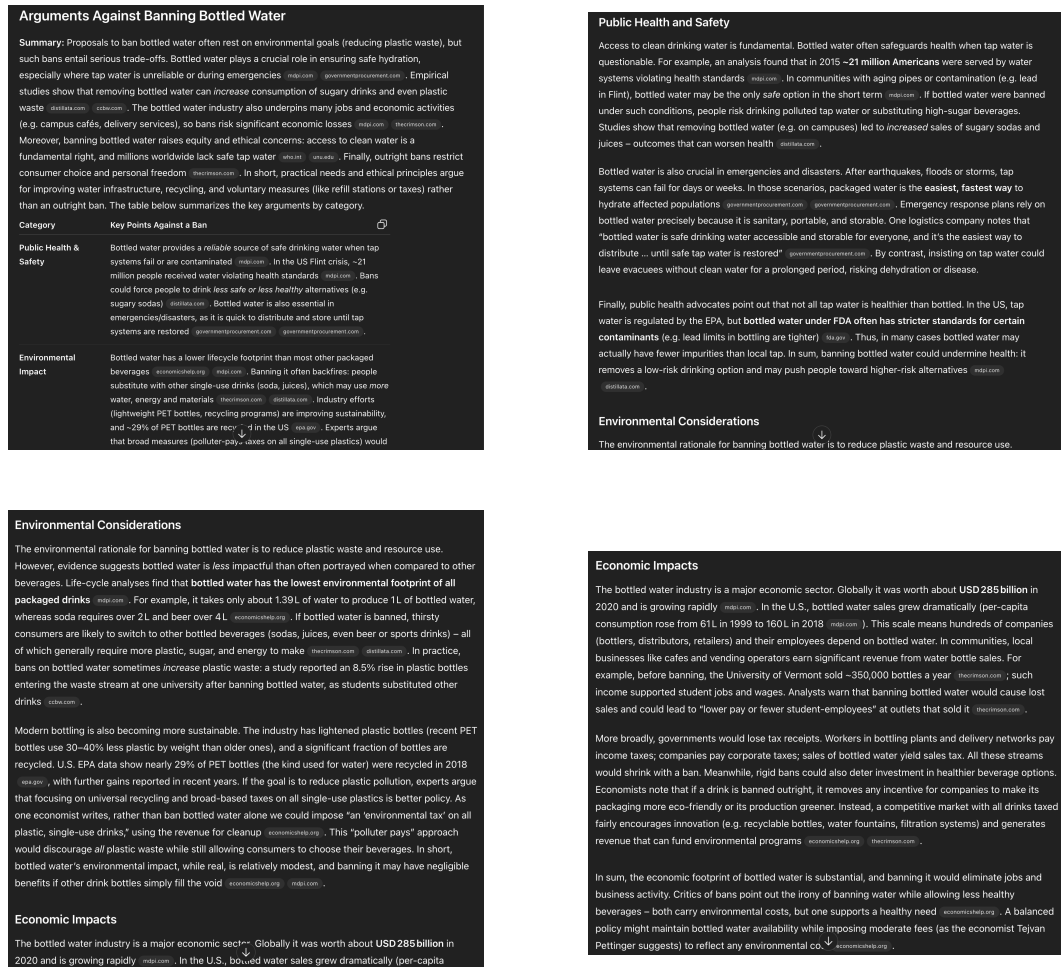 Arguments Against Banning Bottled Water
Summary: Proposals to ban bottled water often rest on environmental goals (reducing plastic waste), but
such bans entail serious trade-offs. Bottled water plays a crucial role in ensuring safe hydration,
especially where tap water is unreliable or during emergencies mdpi.com governmentprocurement.com . Empirical
studies show that removing bottled water can increase consumption of sugary drinks and even plastic
waste distillata.com ccbw.com . The bottled water industry also underpins many jobs and economic activities
(e.g. campus cafés, delivery services), so bans risk significant economic losses mdpi.com thecrimson.com .
Moreover, banning bottled water raises equity and ethical concerns: access to clean water is a
fundamental right, and millions worldwide lack safe tap water who.int unu.edu . Finally, outright bans restrict
consumer choice and personal freedom thecrimson.com . In short, practical needs and ethical principles argue
for improving water infrastructure, recycling, and voluntary measures (like refill stations or taxes) rather
than an outright ban. The table below summarizes the key arguments by category.
Category Key Points Against a Ban
Public Health & Safety
Bottled water provides a reliable source of safe drinking water when tap
systems fail or are contaminated mdpi.com . In the US Flint crisis, ~21
million people received water violating health standards mdpi.com . Bans
could force people to drink less safe or less healthy alternatives (e.g.
sugary sodas) distillata.com . Bottled water is also essential in
emergencies/disasters, as it is quick to distribute and store until tap
systems are restored governmentprocurement.com governmentprocurement.com .
Environmental Impact
Bottled water has a lower lifecycle footprint than most other packaged
beverages economicshelp.org mdpi.com . Banning it often backfires: people
substitute with other single-use drinks (soda, juices), which may use more
water, energy and materials thecrimson.com distillata.com . Industry efforts
(lightweight PET bottles, recycling programs) are improving sustainability,
and ~29% of PET bottles are recycled in the US epa.gov . Experts argue
that broad measures (polluter-pays taxes on all single-use plastics) would
Public Health and Safety
Access to clean drinking water is fundamental. Bottled water often safeguards health when tap water is
questionable. For example, an analysis found that in 2015 ~21 million Americans were served by water
systems violating health standards mdpi.com . In communities with aging pipes or contamination (e.g. lead
in Flint), bottled water may be the only safe option in the short term mdpi.com . If bottled water were banned
under such conditions, people risk drinking polluted tap water or substituting high-sugar beverages.
Studies show that removing bottled water (e.g. on campuses) led to increased sales of sugary sodas and
juices – outcomes that can worsen health distillata.com .
Bottled water is also crucial in emergencies and disasters. After earthquakes, floods or storms, tap
systems can fail for days or weeks. In those scenarios, packaged water is the easiest, fastest way to
hydrate affected populations governmentprocurement.com governmentprocurement.com . Emergency response plans rely on
bottled water precisely because it is sanitary, portable, and storable. One logistics company notes that
“bottled water is safe drinking water accessible and storable for everyone, and it’s the easiest way to
distribute … until safe tap water is restored” governmentprocurement.com . By contrast, insisting on tap water could
leave evacuees without clean water for a prolonged period, risking dehydration or disease.
Finally, public health advocates point out that not all tap water is healthier than bottled. In the US, tap
water is regulated by the EPA, but bottled water under FDA often has stricter standards for certain
contaminants (e.g. lead limits in bottling are tighter) fda.gov . Thus, in many cases bottled water may
actually have fewer impurities than local tap. In sum, banning bottled water could undermine health: it
removes a low-risk drinking option and may push people toward higher-risk alternatives mdpi.com
distillata.com .
Environmental Considerations
The environmental rationale for banning bottled water is to reduce plastic waste and resource use.
Environmental Considerations
The environmental rationale for banning bottled water is to reduce plastic waste and resource use.
However, evidence suggests bottled water is less impactful than often portrayed when compared to other
beverages. Life-cycle analyses find that bottled water has the lowest environmental footprint of all
packaged drinks mdpi.com . For example, it takes only about 1.39 L of water to produce 1 L of bottled water,
whereas soda requires over 2 L and beer over 4 L economicshelp.org . If bottled water is banned, thirsty
consumers are likely to switch to other bottled beverages (sodas, juices, even beer or sports drinks) – all
of which generally require more plastic, sugar, and energy to make thecrimson.com distillata.com . In practice,
bans on bottled water sometimes increase plastic waste: a study reported an 8.5% rise in plastic bottles
entering the waste stream at one university after banning bottled water, as students substituted other
drinks ccbw.com .
Modern bottling is also becoming more sustainable. The industry has lightened plastic bottles (recent PET
bottles use 30–40% less plastic by weight than older ones), and a significant fraction of bottles are
recycled. U.S. EPA data show nearly 29% of PET bottles (the kind used for water) were recycled in 2018
epa.gov , with further gains reported in recent years. If the goal is to reduce plastic pollution, experts argue
that focusing on universal recycling and broad-based taxes on all single-use plastics is better policy. As
one economist writes, rather than ban bottled water alone we could impose “an ‘environmental tax’ on all
plastic, single-use drinks,” using the revenue for cleanup economicshelp.org . This “polluter pays” approach
would discourage all plastic waste while still allowing consumers to choose their beverages. In short,
bottled water’s environmental impact, while real, is relatively modest, and banning it may have negligible
benefits if other drink bottles simply fill the void economicshelp.org mdpi.com .
Economic Impacts
The bottled water industry is a major economic sector. Globally it was worth about USD 285 billion in
2020 and is growing rapidly mdpi.com . In the U.S., bottled water sales grew dramatically (per-capita
Economic Impacts
The bottled water industry is a major economic sector. Globally it was worth about USD 285 billion in
2020 and is growing rapidly mdpi.com . In the U.S., bottled water sales grew dramatically (per-capita
consumption rose from 61 L in 1999 to 160 L in 2018 mdpi.com ). This scale means hundreds of companies
(bottlers, distributors, retailers) and their employees depend on bottled water. In communities, local
businesses like cafes and vending operators earn significant revenue from water bottle sales. For
example, before banning, the University of Vermont sold ~350,000 bottles a year thecrimson.com ; such
income supported student jobs and wages. Analysts warn that banning bottled water would cause lost
sales and could lead to “lower pay or fewer student-employees” at outlets that sold it thecrimson.com .
More broadly, governments would lose tax receipts. Workers in bottling plants and delivery networks pay
income taxes; companies pay corporate taxes; sales of bottled water yield sales tax. All these streams
would shrink with a ban. Meanwhile, rigid bans could also deter investment in healthier beverage options.
Economists note that if a drink is banned outright, it removes any incentive for companies to make its
packaging more eco-friendly or its production greener. Instead, a competitive market with all drinks taxed
fairly encourages innovation (e.g. recyclable bottles, water fountains, filtration systems) and generates
revenue that can fund environmental programs economicshelp.org thecrimson.com .
In sum, the economic footprint of bottled water is substantial, and banning it would eliminate jobs and
business activity. Critics of bans point out the irony of banning water while allowing less healthy
beverages – both carry environmental costs, but one supports a healthy need economicshelp.org . A balanced
policy might maintain bottled water availability while imposing moderate fees (as the economist Tejvan
Pettinger suggests) to reflect any environmental co economicshelp.org .